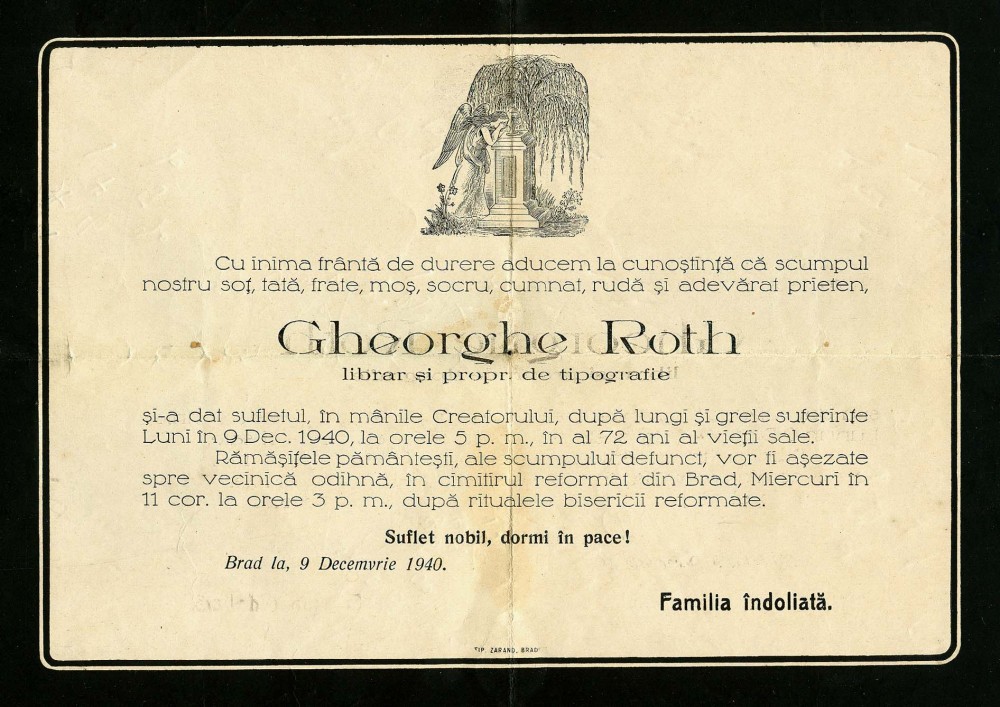 Cu inima frântă de durere aducem la cunoștință că scumpul
nostru soț, tată, frate, moș, socru, cumnat, rudă și adevărat prieten,
Gheorghe Roth
librar și propr. de tipografie
și-a dat sufletul, în mânile Creatorului, după lungi și grele suferințe
Luni în 9 Dec. 1940, la orele 5 p. m., în al 72 ani al vieții sale.
Rămășițele pământești, ale scumpului defunct, vor fi așezate
spre vecinică odihnă, în cimitirul reformat din Brad, Miercuri în
11 cor. la orele 3 p. m., după ritualele bisericii reformate.
Suflet nobil, dormi în pace!
Brad la, 9 Decemvrie 1940.
Familia îndoliată.
TIP. ZARAND, BRAD